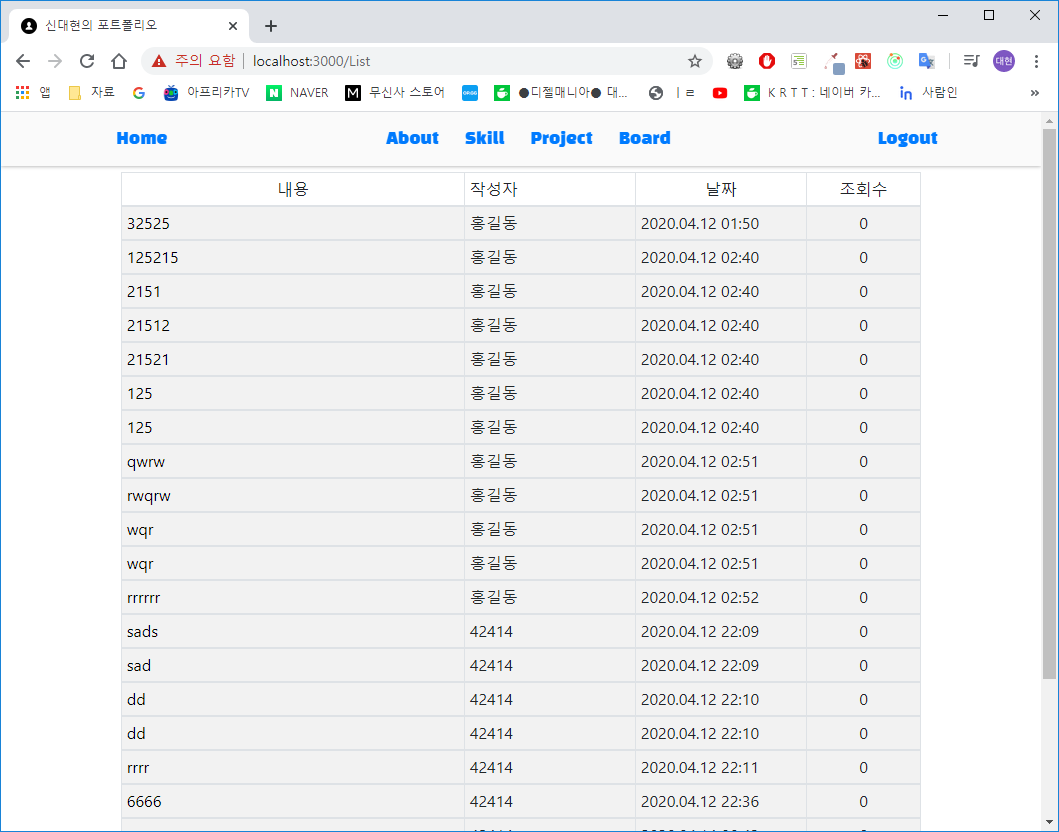 신대현의 포트폴리오
주의 요함 localhost:3000/List 대현
앱 자료 아프리카TV NAVER M 무신사 스토어 ●디젤매니아● 대... ㅣㄹ K R T T : 네이버 카... in 사람인 »
Home About Skill Project Board Logout
내용 작성자 날짜 조회수
32525 홍길동 2020.04.12 01:50 0
125215 홍길동 2020.04.12 02:40 0
2151 홍길동 2020.04.12 02:40 0
21512 홍길동 2020.04.12 02:40 0
21521 홍길동 2020.04.12 02:40 0
125 홍길동 2020.04.12 02:40 0
125 홍길동 2020.04.12 02:40 0
qwrw 홍길동 2020.04.12 02:51 0
rwqrw 홍길동 2020.04.12 02:51 0
wqr 홍길동 2020.04.12 02:51 0
wqr 홍길동 2020.04.12 02:51 0
rrrrrr 홍길동 2020.04.12 02:52 0
sads 42414 2020.04.12 22:09 0
sad 42414 2020.04.12 22:09 0
dd 42414 2020.04.12 22:10 0
dd 42414 2020.04.12 22:10 0
rrrr 42414 2020.04.12 22:11 0
6666 42414 2020.04.12 22:36 0